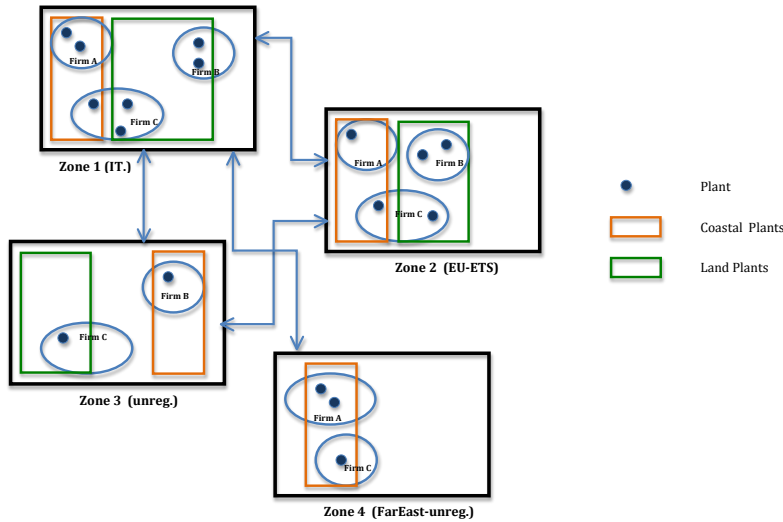 Firm A
Firm B
Firm C
Zone 1 (IT.)
Firm A
Firm B
Firm C
Zone 2 (EU-ETS)
Plant
Coastal Plants
Land Plants
Firm B
Firm C
Zone 3 (unreg.)
Firm A
Firm C
Zone 4 (FarEast-unreg.)